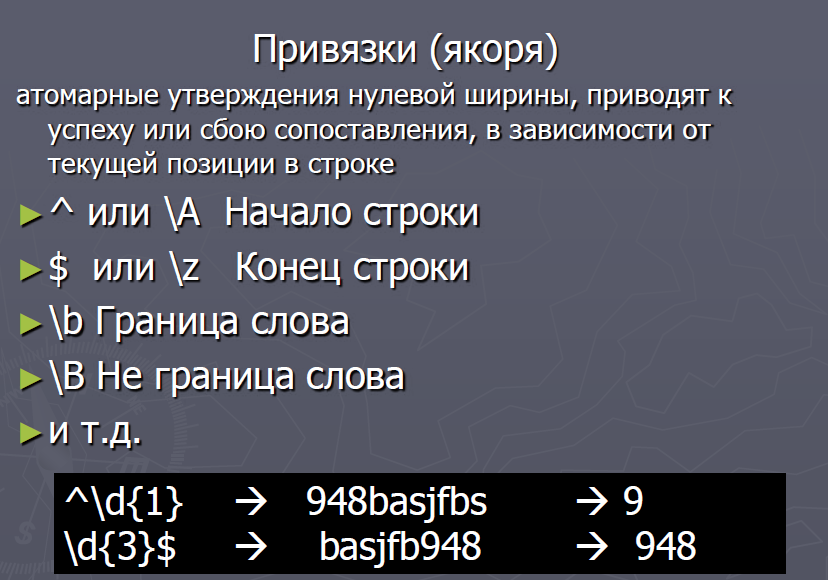 Привязки (якоря)
атомарные утверждения нулевой ширины, приводят к
успеху или сбою сопоставления, в зависимости от
текущей позиции в строке
►^ или \A Начало строки
►$ или \z Конец строки
►\b Граница слова
►\B Не граница слова
►и т.д.
^\d{1} → 948basjfbs → 9
\d{3}$ → basjfb948 → 948